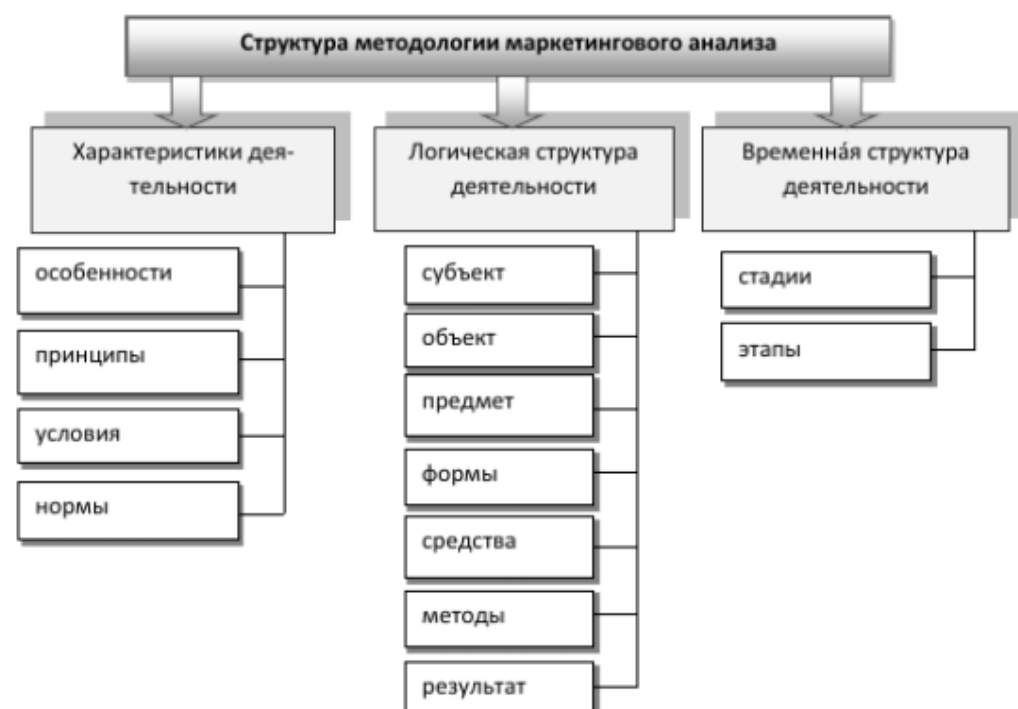 Структура методологии маркетингового анализа
Характеристики дея-
тельности
особенности
принципы
условия
нормы
Логическая структура
деятельности
субъект
объект
предмет
формы
средства
методы
результат
Временна́я структура
деятельности
стадии
этапы